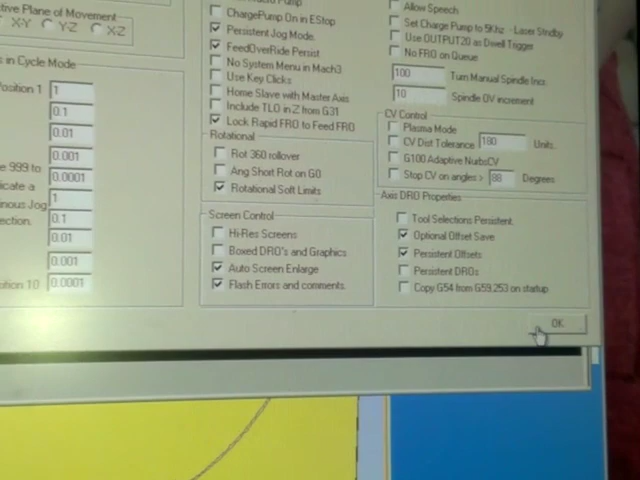 tive Plane of Movement
X-Y Y-Z X-Z
s in Cycle Mode
Position 1 1
0.1
0.01
0.001
e 999 to 0.0001
licate a
nous Jog 1
ection. 0.1
0.01
0.001
sition 10 0.0001
Pump
ChargePump On in EStop
Persistent Jog Mode.
FeedOverRide Persist
No System Menu in Mach3
Use Key Clicks
Home Slave with Master Axis
Include TLO in Z from G31
Lock Rapid FRO to Feed FRO
Rotational
Rot 360 rollover
Ang Short Rot on G0
Rotational Soft Limits
Screen Control
Hi-Res Screens
Boxed DRO's and Graphics
Auto Screen Enlarge
Flash Errors and comments.
Allow Speech
Set Charge Pump to 5Khz - Laser Stndby
Use OUTPUT20 as Dwell Trigger
No FRO on Queue
100 Turn Manual Spindle Incr.
10 Spindle OV increment
CV Control
Plasma Mode
CV Dist Tolerance 180 Units.
G100 Adaptive NurbsCV
Stop CV on angles > 88 Degrees
Axis DRO Properties
Tool Selections Persistent.
Optional Offset Save
Persistent Offsets
Persistent DROs
Copy G54 from G59.253 on startup
OK